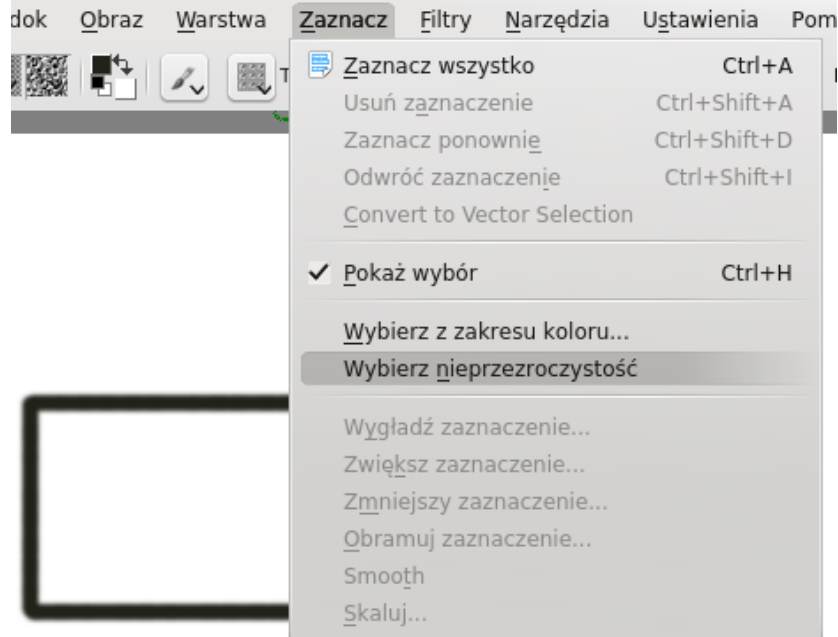 dok Obraz Warstwa Zaznacz Filtry Narzędzia Ustawienia Pom
T
Zaznacz wszystko Ctrl+A
Usuń zaznaczenie Ctrl+Shift+A
Zaznacz ponownie Ctrl+Shift+D
Odwróć zaznaczenie Ctrl+Shift+I
Convert to Vector Selection
Pokaż wybór Ctrl+H
Wybierz z zakresu koloru...
Wybierz nieprzezroczystość
Wygładź zaznaczenie...
Zwiększ zaznaczenie...
Zmniejszy zaznaczenie...
Obramuj zaznaczenie...
Smooth
Skaluj...